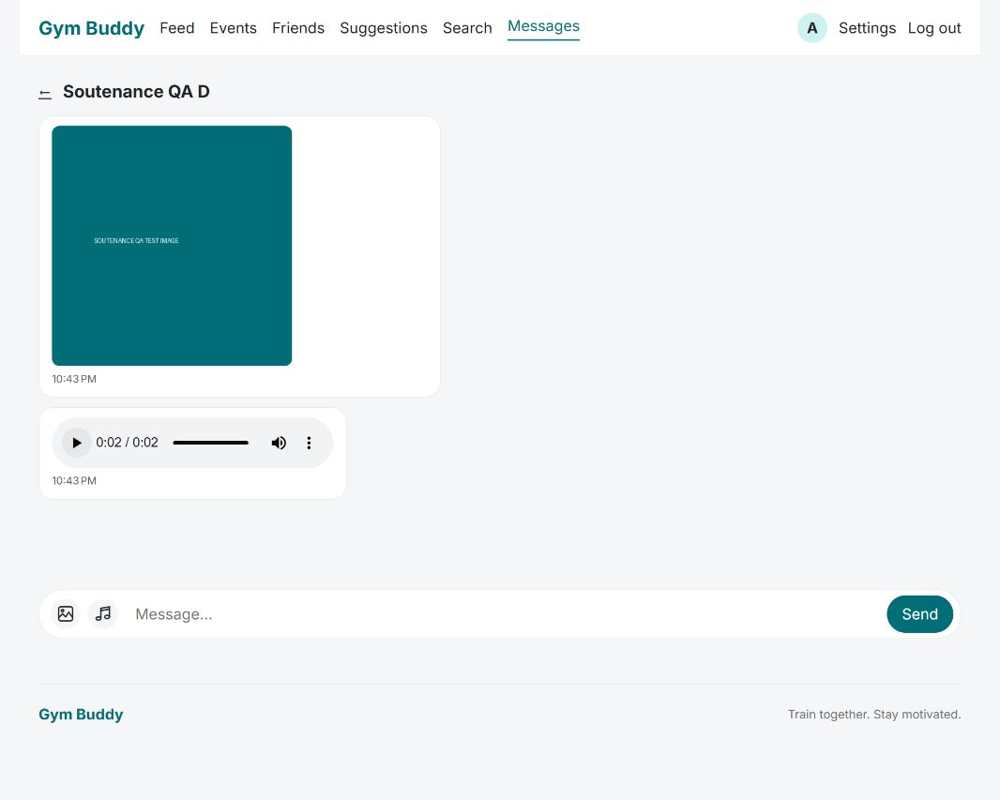 Gym Buddy Feed Events Friends Suggestions Search Messages A Settings Log out
← Soutenance QA D
SOUTENANCE QA TEST IMAGE
10:43 PM
0:02 / 0:02
10:43 PM
Message... Send
Gym Buddy Train together. Stay motivated.